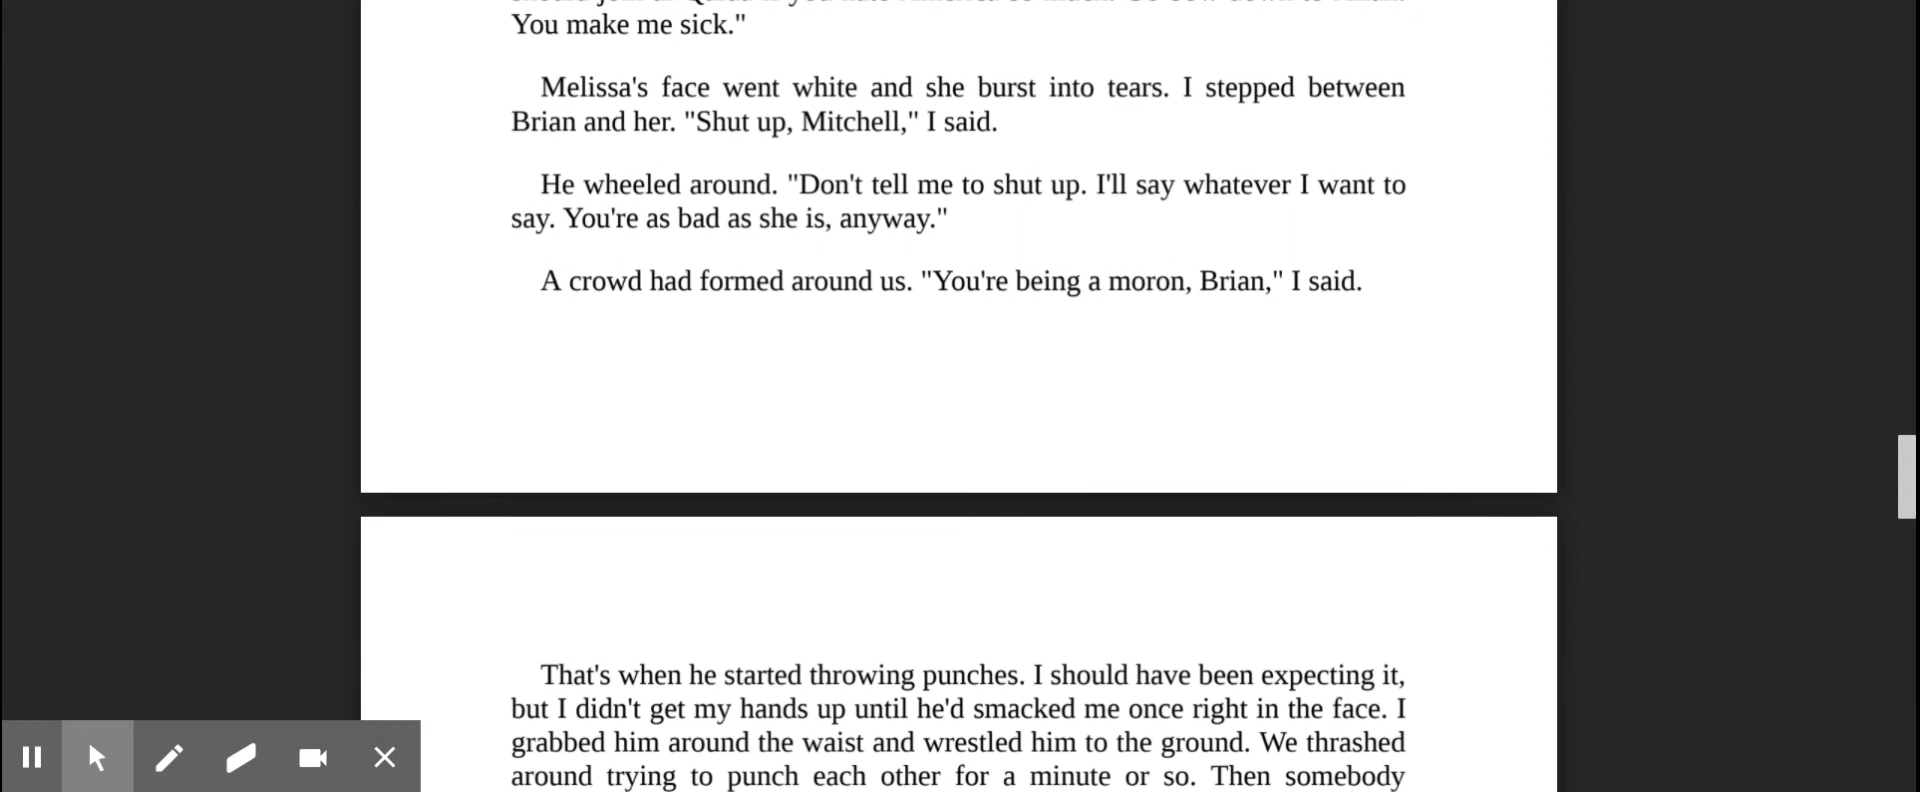 You make me sick."
Melissa's face went white and she burst into tears. I stepped between
Brian and her. "Shut up, Mitchell," I said.
He wheeled around. "Don't tell me to shut up. I'll say whatever I want to
say. You're as bad as she is, anyway."
A crowd had formed around us. "You're being a moron, Brian," I said.
That's when he started throwing punches. I should have been expecting it,
but I didn't get my hands up until he'd smacked me once right in the face. I
grabbed him around the waist and wrestled him to the ground. We thrashed
around trying to punch each other for a minute or so. Then somebody